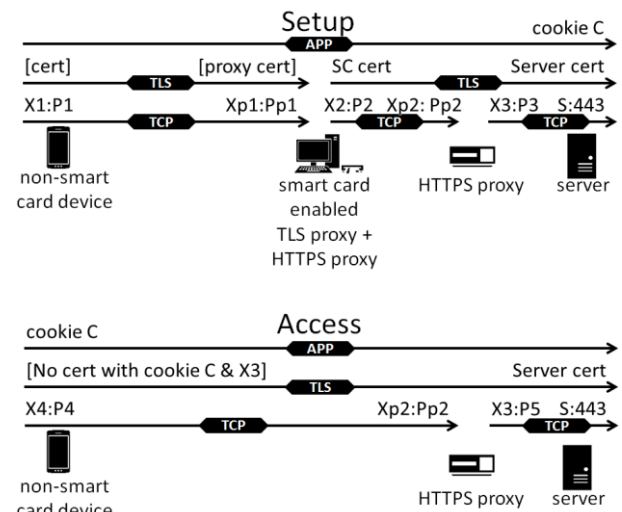 Setup
cookie C
APP
[cert] [proxy cert] SC cert Server cert
TLS TLS
X1:P1 Xp1:Pp1 X2:P2 Xp2: Pp2 X3:P3 S:443
TCP TCP TCP
non-smart
card device
smart card
enabled
TLS proxy +
HTTPS proxy
HTTPS proxy
server
Access
cookie C
APP
[No cert with cookie C & X3] Server cert
TLS
X4:P4 Xp2:Pp2 X3:P5 S:443
TCP TCP
non-smart
card device
HTTPS proxy
server